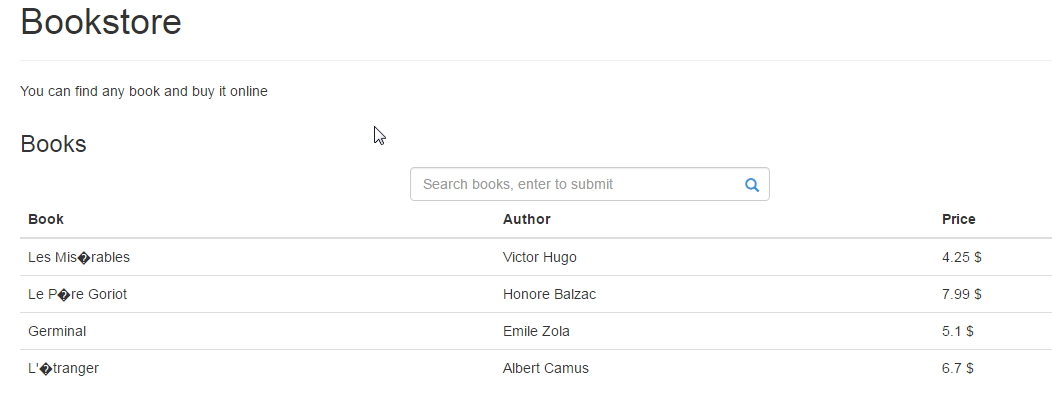 Bookstore
You can find any book and buy it online
Books
Search books, enter to submit
Book Author Price
Les Mis�rables Victor Hugo 4.25 $
Le P�re Goriot Honore Balzac 7.99 $
Germinal Emile Zola 5.1 $
L'�tranger Albert Camus 6.7 $